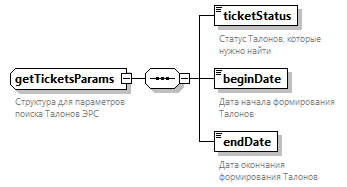 ticketStatus
Статус Талонов, которые
нужно найти
getTicketsParams
Структура для параметров
поиска Талонов ЭРС
beginDate
Дата начала формирования
Талонов
endDate
Дата окончания
формирования Талонов